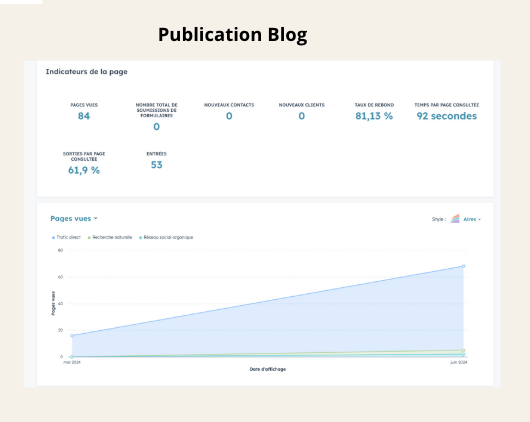 Publication Blog
Indicateurs de la page
PAGES VUES
84
NOMBRE TOTAL DE
SOUMISSIONS DE
FORMULAIRES
0
NOUVEAUX CONTACTS
0
NOUVEAUX CLIENTS
0
TAUX DE REBOND
81,13 %
TEMPS PAR PAGE CONSULTÉE
92 secondes
SORTIES PAR PAGE
CONSULTÉE
61,9 %
ENTRÉES
53
Pages vues
Style :
Aires
Trafic direct
Recherche naturelle
Réseau social organique
80
60
40
20
0
Pages vues
mai 2024
juin 2024
Date d'affichage